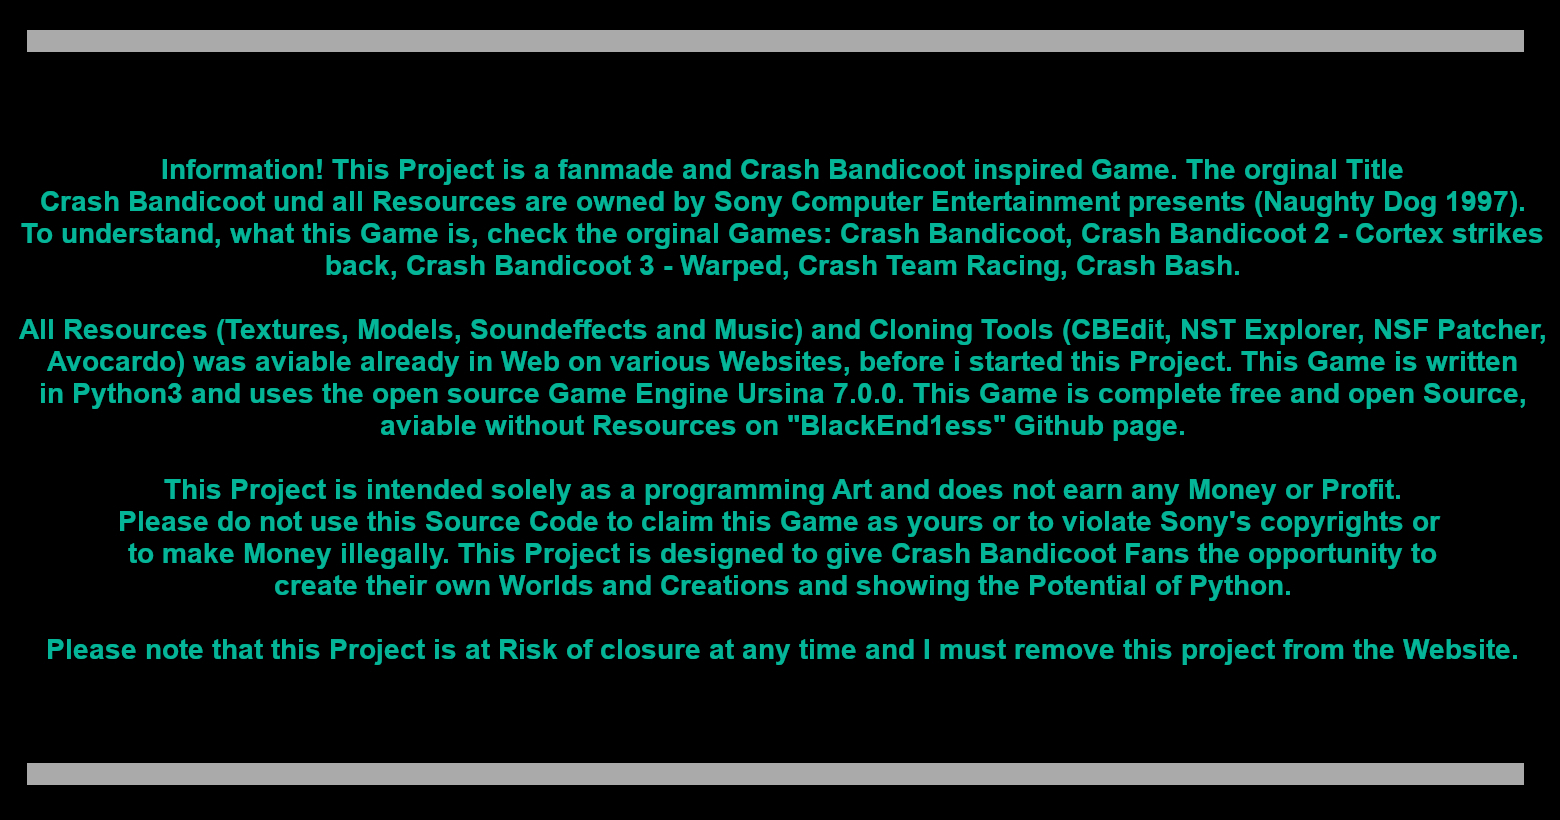 Information! This Project is a fanmade and Crash Bandicoot inspired Game. The orginal Title
Crash Bandicoot und all Resources are owned by Sony Computer Entertainment presents (Naughty Dog 1997).
To understand, what this Game is, check the orginal Games: Crash Bandicoot, Crash Bandicoot 2 - Cortex strikes
back, Crash Bandicoot 3 - Warped, Crash Team Racing, Crash Bash.
All Resources (Textures, Models, Soundeffects and Music) and Cloning Tools (CBEdit, NST Explorer, NSF Patcher,
Avocardo) was aviable already in Web on various Websites, before i started this Project. This Game is written
in Python3 and uses the open source Game Engine Ursina 7.0.0. This Game is complete free and open Source,
aviable without Resources on "BlackEnd1ess" Github page.
This Project is intended solely as a programming Art and does not earn any Money or Profit.
Please do not use this Source Code to claim this Game as yours or to violate Sony's copyrights or
to make Money illegally. This Project is designed to give Crash Bandicoot Fans the opportunity to
create their own Worlds and Creations and showing the Potential of Python.
Please note that this Project is at Risk of closure at any time and I must remove this project from the Website.